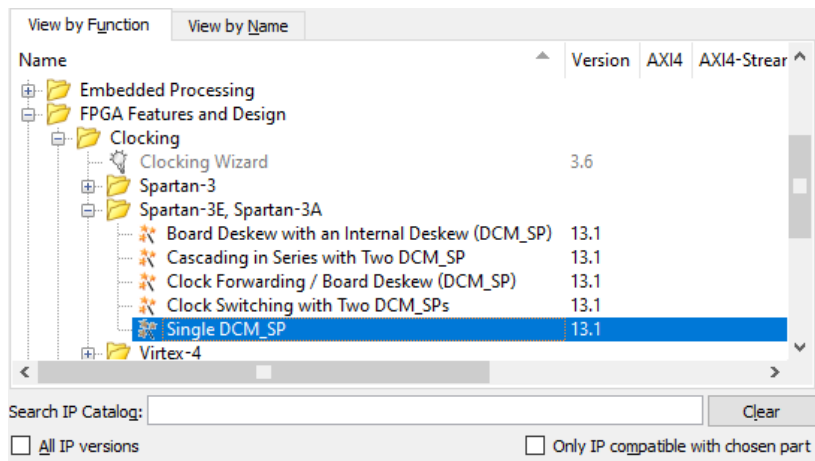 View by Function View by Name
Name Version AXI4 AXI4-Strear
Embedded Processing
FPGA Features and Design
Clocking
Clocking Wizard 3.6
Spartan-3
Spartan-3E, Spartan-3A
Board Deskew with an Internal Deskew (DCM_SP) 13.1
Cascading in Series with Two DCM_SP 13.1
Clock Forwarding / Board Deskew (DCM_SP) 13.1
Clock Switching with Two DCM_SPs 13.1
Single DCM_SP 13.1
Virtex-4
Search IP Catalog: Clear
All IP versions Only IP compatible with chosen part